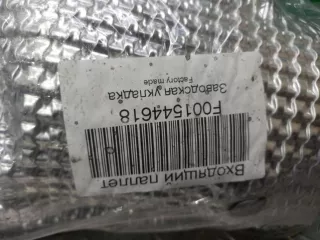 Входящий паллет
F001544618
Заводская укладка
Factory made